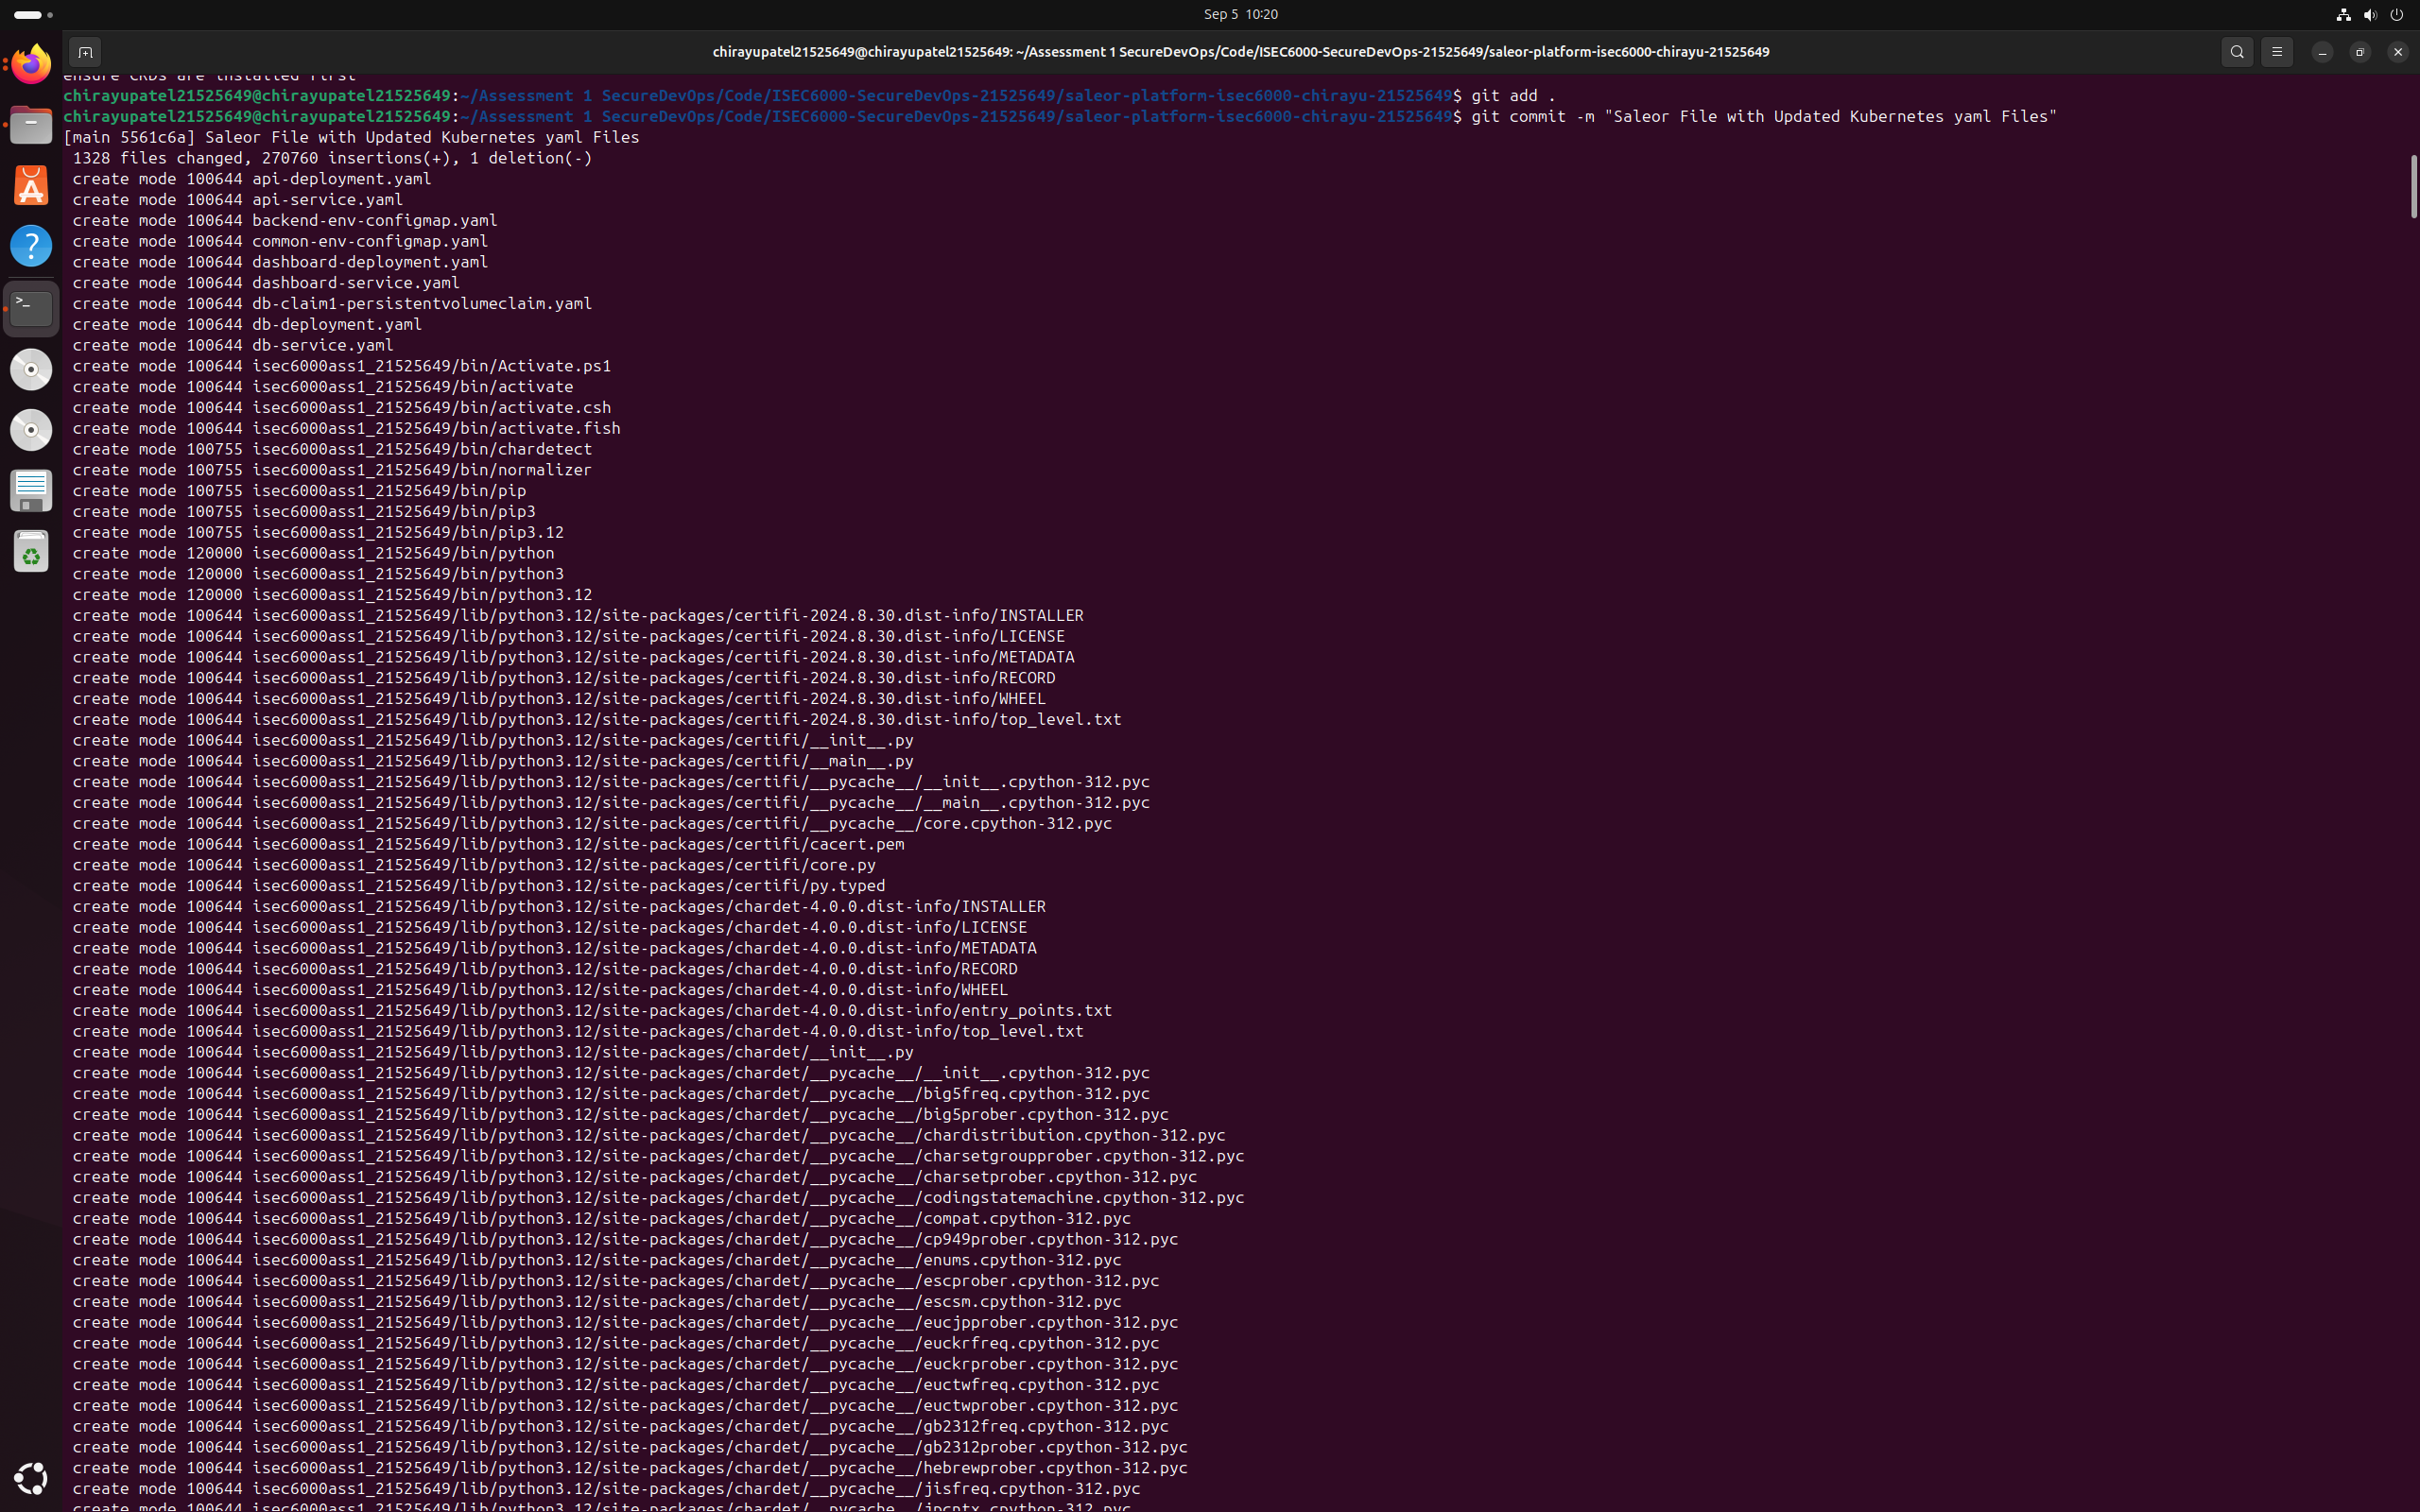 Sep 5 10:20
chirayupatel21525649@chirayupatel21525649: ~/Assessment 1 SecureDevOps/Code/ISEC6000-SecureDevOps-21525649/saleor-platform-isec6000-chirayu-21525649
ensure CRDs are installed first
chirayupatel21525649@chirayupatel21525649:~/Assessment 1 SecureDevOps/Code/ISEC6000-SecureDevOps-21525649/saleor-platform-isec6000-chirayu-21525649$ git add .
chirayupatel21525649@chirayupatel21525649:~/Assessment 1 SecureDevOps/Code/ISEC6000-SecureDevOps-21525649/saleor-platform-isec6000-chirayu-21525649$ git commit -m "Saleor File with Updated Kubernetes yaml Files"
[main 5561c6a] Saleor File with Updated Kubernetes yaml Files
1328 files changed, 270760 insertions(+), 1 deletion(-)
create mode 100644 api-deployment.yaml
create mode 100644 api-service.yaml
create mode 100644 backend-env-configmap.yaml
create mode 100644 common-env-configmap.yaml
create mode 100644 dashboard-deployment.yaml
create mode 100644 dashboard-service.yaml
create mode 100644 db-claim1-persistentvolumeclaim.yaml
create mode 100644 db-deployment.yaml
create mode 100644 db-service.yaml
create mode 100644 isec6000ass1_21525649/bin/Activate.ps1
create mode 100644 isec6000ass1_21525649/bin/activate
create mode 100644 isec6000ass1_21525649/bin/activate.csh
create mode 100644 isec6000ass1_21525649/bin/activate.fish
create mode 100755 isec6000ass1_21525649/bin/chardetect
create mode 100755 isec6000ass1_21525649/bin/normalizer
create mode 100755 isec6000ass1_21525649/bin/pip
create mode 100755 isec6000ass1_21525649/bin/pip3
create mode 100755 isec6000ass1_21525649/bin/pip3.12
create mode 120000 isec6000ass1_21525649/bin/python
create mode 120000 isec6000ass1_21525649/bin/python3
create mode 120000 isec6000ass1_21525649/bin/python3.12
create mode 100644 isec6000ass1_21525649/lib/python3.12/site-packages/certifi-2024.8.30.dist-info/INSTALLER
create mode 100644 isec6000ass1_21525649/lib/python3.12/site-packages/certifi-2024.8.30.dist-info/LICENSE
create mode 100644 isec6000ass1_21525649/lib/python3.12/site-packages/certifi-2024.8.30.dist-info/METADATA
create mode 100644 isec6000ass1_21525649/lib/python3.12/site-packages/certifi-2024.8.30.dist-info/RECORD
create mode 100644 isec6000ass1_21525649/lib/python3.12/site-packages/certifi-2024.8.30.dist-info/WHEEL
create mode 100644 isec6000ass1_21525649/lib/python3.12/site-packages/certifi-2024.8.30.dist-info/top_level.txt
create mode 100644 isec6000ass1_21525649/lib/python3.12/site-packages/certifi/__init__.py
create mode 100644 isec6000ass1_21525649/lib/python3.12/site-packages/certifi/__main__.py
create mode 100644 isec6000ass1_21525649/lib/python3.12/site-packages/certifi/__pycache__/__init__.cpython-312.pyc
create mode 100644 isec6000ass1_21525649/lib/python3.12/site-packages/certifi/__pycache__/__main__.cpython-312.pyc
create mode 100644 isec6000ass1_21525649/lib/python3.12/site-packages/certifi/__pycache__/core.cpython-312.pyc
create mode 100644 isec6000ass1_21525649/lib/python3.12/site-packages/certifi/cacert.pem
create mode 100644 isec6000ass1_21525649/lib/python3.12/site-packages/certifi/core.py
create mode 100644 isec6000ass1_21525649/lib/python3.12/site-packages/certifi/py.typed
create mode 100644 isec6000ass1_21525649/lib/python3.12/site-packages/chardet-4.0.0.dist-info/INSTALLER
create mode 100644 isec6000ass1_21525649/lib/python3.12/site-packages/chardet-4.0.0.dist-info/LICENSE
create mode 100644 isec6000ass1_21525649/lib/python3.12/site-packages/chardet-4.0.0.dist-info/METADATA
create mode 100644 isec6000ass1_21525649/lib/python3.12/site-packages/chardet-4.0.0.dist-info/RECORD
create mode 100644 isec6000ass1_21525649/lib/python3.12/site-packages/chardet-4.0.0.dist-info/WHEEL
create mode 100644 isec6000ass1_21525649/lib/python3.12/site-packages/chardet-4.0.0.dist-info/entry_points.txt
create mode 100644 isec6000ass1_21525649/lib/python3.12/site-packages/chardet-4.0.0.dist-info/top_level.txt
create mode 100644 isec6000ass1_21525649/lib/python3.12/site-packages/chardet/__init__.py
create mode 100644 isec6000ass1_21525649/lib/python3.12/site-packages/chardet/__pycache__/__init__.cpython-312.pyc
create mode 100644 isec6000ass1_21525649/lib/python3.12/site-packages/chardet/__pycache__/big5freq.cpython-312.pyc
create mode 100644 isec6000ass1_21525649/lib/python3.12/site-packages/chardet/__pycache__/big5prober.cpython-312.pyc
create mode 100644 isec6000ass1_21525649/lib/python3.12/site-packages/chardet/__pycache__/chardistribution.cpython-312.pyc
create mode 100644 isec6000ass1_21525649/lib/python3.12/site-packages/chardet/__pycache__/charsetgroupprober.cpython-312.pyc
create mode 100644 isec6000ass1_21525649/lib/python3.12/site-packages/chardet/__pycache__/charsetprober.cpython-312.pyc
create mode 100644 isec6000ass1_21525649/lib/python3.12/site-packages/chardet/__pycache__/codingstatemachine.cpython-312.pyc
create mode 100644 isec6000ass1_21525649/lib/python3.12/site-packages/chardet/__pycache__/compat.cpython-312.pyc
create mode 100644 isec6000ass1_21525649/lib/python3.12/site-packages/chardet/__pycache__/cp949prober.cpython-312.pyc
create mode 100644 isec6000ass1_21525649/lib/python3.12/site-packages/chardet/__pycache__/enums.cpython-312.pyc
create mode 100644 isec6000ass1_21525649/lib/python3.12/site-packages/chardet/__pycache__/escprober.cpython-312.pyc
create mode 100644 isec6000ass1_21525649/lib/python3.12/site-packages/chardet/__pycache__/escsm.cpython-312.pyc
create mode 100644 isec6000ass1_21525649/lib/python3.12/site-packages/chardet/__pycache__/eucjpprober.cpython-312.pyc
create mode 100644 isec6000ass1_21525649/lib/python3.12/site-packages/chardet/__pycache__/euckrfreq.cpython-312.pyc
create mode 100644 isec6000ass1_21525649/lib/python3.12/site-packages/chardet/__pycache__/euckrprober.cpython-312.pyc
create mode 100644 isec6000ass1_21525649/lib/python3.12/site-packages/chardet/__pycache__/euctwfreq.cpython-312.pyc
create mode 100644 isec6000ass1_21525649/lib/python3.12/site-packages/chardet/__pycache__/euctwprober.cpython-312.pyc
create mode 100644 isec6000ass1_21525649/lib/python3.12/site-packages/chardet/__pycache__/gb2312freq.cpython-312.pyc
create mode 100644 isec6000ass1_21525649/lib/python3.12/site-packages/chardet/__pycache__/gb2312prober.cpython-312.pyc
create mode 100644 isec6000ass1_21525649/lib/python3.12/site-packages/chardet/__pycache__/hebrewprober.cpython-312.pyc
create mode 100644 isec6000ass1_21525649/lib/python3.12/site-packages/chardet/__pycache__/jisfreq.cpython-312.pyc
create mode 100644 isec6000ass1_21525649/lib/python3.12/site-packages/chardet/__pycache__/jpcntx.cpython-312.pyc